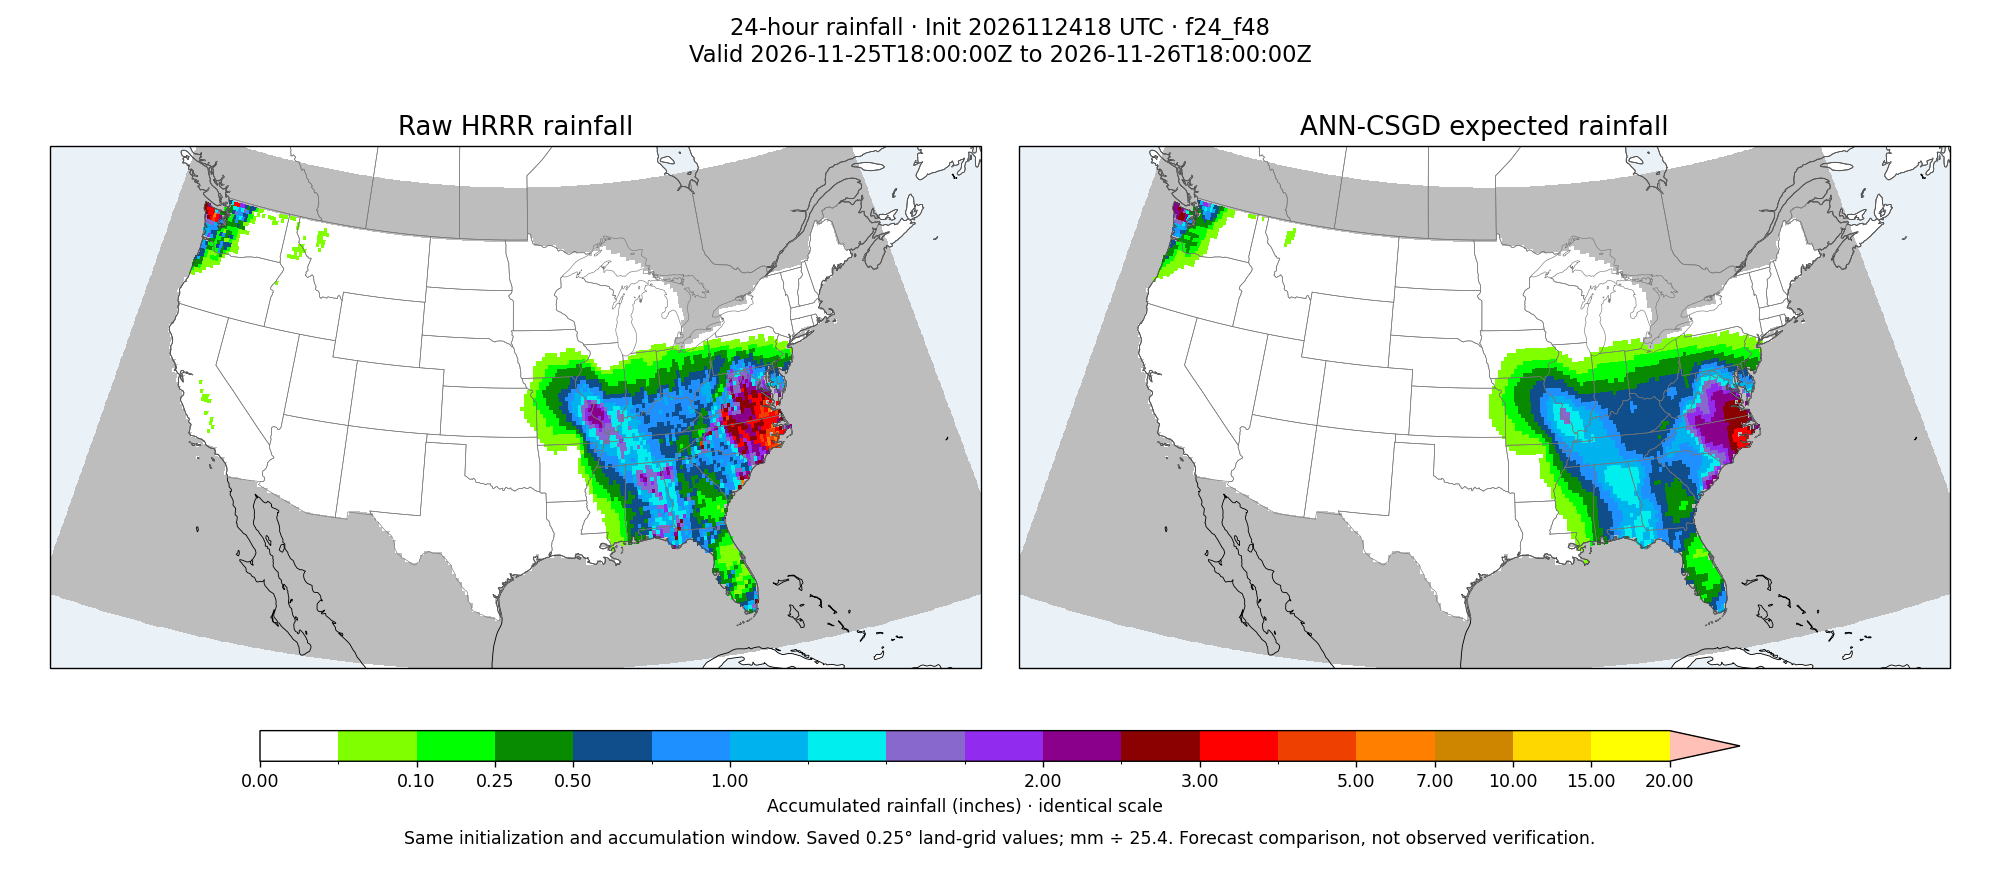 24-hour rainfall · Init 2026112418 UTC · f24_f48
Valid 2026-11-25T18:00:00Z to 2026-11-26T18:00:00Z
Raw HRRR rainfall
ANN-CSGD expected rainfall
0.00 0.10 0.25 0.50 1.00 2.00 3.00 5.00 7.00 10.00 15.00 20.00
Accumulated rainfall (inches) · identical scale
Same initialization and accumulation window. Saved 0.25° land-grid values; mm ÷ 25.4. Forecast comparison, not observed verification.